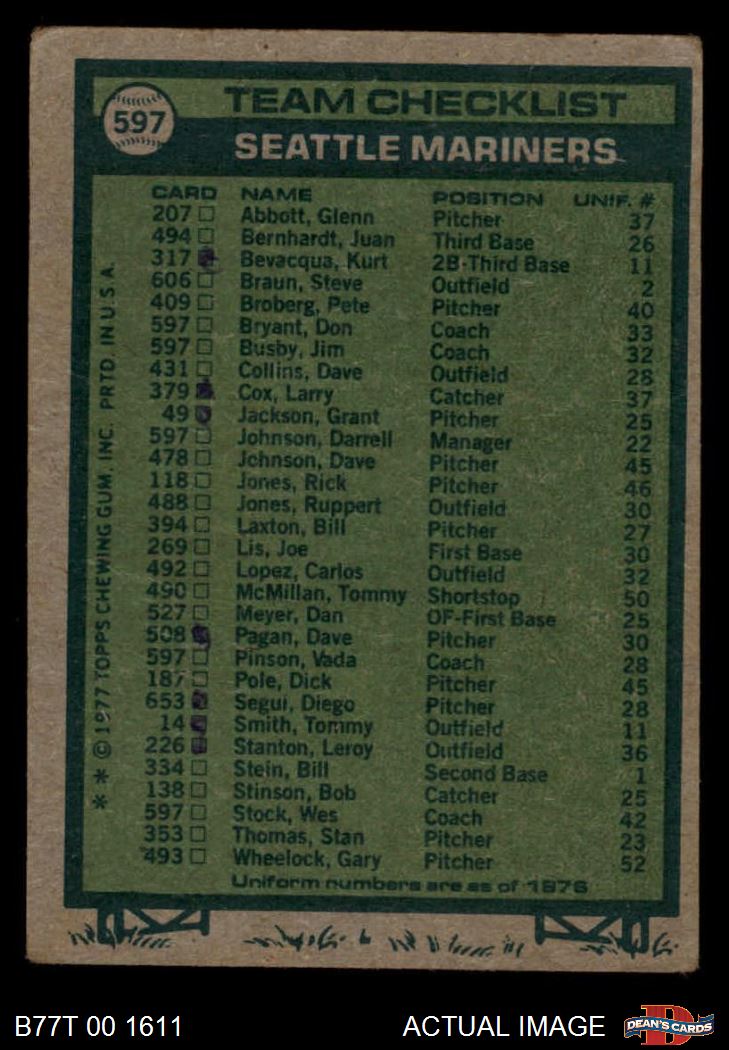 597
TEAM CHECKLIST
SEATTLE MARINERS
CARD NAME POSITION UNIF. #
207 Abbott, Glenn Pitcher 37
494 Bernhardt, Juan Third Base 26
317 Bevacqua, Kurt 2B-Third Base 11
606 Braun, Steve Outfield 2
409 Broberg, Pete Pitcher 40
597 Bryant, Don Coach 33
597 Busby, Jim Coach 32
431 Collins, Dave Outfield 28
379 Cox, Larry Catcher 37
49 Jackson, Grant Pitcher 25
597 Johnson, Darrell Manager 22
478 Johnson, Dave Pitcher 45
118 Jones, Rick Pitcher 46
488 Jones, Ruppert Outfield 30
394 Laxton, Bill Pitcher 27
269 Lis, Joe First Base 30
492 Lopez, Carlos Outfield 32
490 McMillan, Tommy Shortstop 50
527 Meyer, Dan OF-First Base 25
508 Pagan, Dave Pitcher 30
597 Pinson, Vada Coach 28
187 Pole, Dick Pitcher 45
653 Segui, Diego Pitcher 28
14 Smith, Tommy Outfield 11
226 Stanton, Leroy Outfield 36
334 Stein, Bill Second Base 1
138 Stinson, Bob Catcher 25
597 Stock, Wes Coach 42
353 Thomas, Stan Pitcher 23
493 Wheelock, Gary Pitcher 52
Uniform numbers are as of 1976
* * © 1977 TOPPS CHEWING GUM, INC. PRTD. IN U.S.A.
B77T 00 1611 ACTUAL IMAGE
DEAN'S CARDS